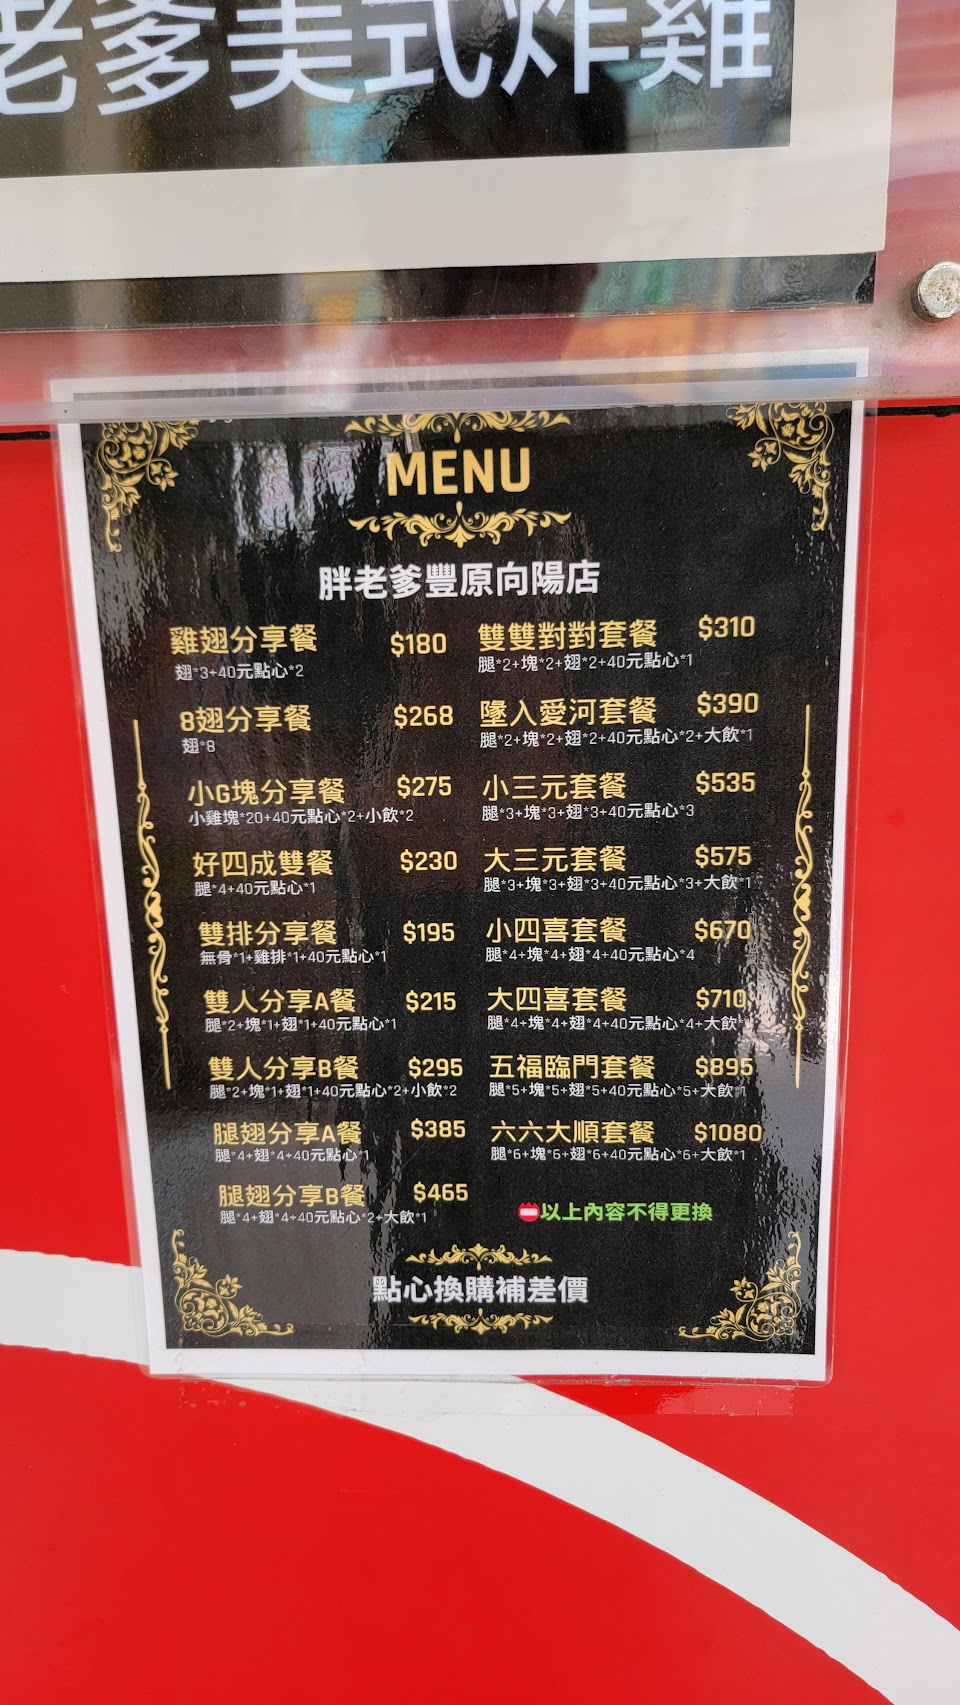 老爹美式炸雞
MENU
胖老爹豐原向陽店
雞翅分享餐 $180
翅*3+40元點心*2
8翅分享餐 $268
翅*8
小G塊分享餐 $275
小雞塊*20+40元點心*2+小飲*2
好四成雙餐 $230
腿*4+40元點心*1
雙排分享餐 $195
無骨*1+雞排*1+40元點心*1
雙人分享A餐 $215
腿*2+塊*1+翅*1+40元點心*1
雙人分享B餐 $295
腿*2+塊*1+翅*1+40元點心*2+小飲*2
腿翅分享A餐 $385
腿*4+翅*4+40元點心*1
腿翅分享B餐 $465
腿*4+翅*4+40元點心*2+大飲*1
雙雙對對套餐 $310
腿*2+塊*2+翅*2+40元點心*1
墜入愛河套餐 $390
腿*2+塊*2+翅*2+40元點心*2+大飲*1
小三元套餐 $535
腿*3+塊*3+翅*3+40元點心*3
大三元套餐 $575
腿*3+塊*3+翅*3+40元點心*3+大飲*1
小四喜套餐 $670
腿*4+塊*4+翅*4+40元點心*4
大四喜套餐 $710
腿*4+塊*4+翅*4+40元點心*4+大飲
五福臨門套餐 $895
腿*5+塊*5+翅*5+40元點心*5+大飲*1
六六大順套餐 $1080
腿*6+塊*6+翅*6+40元點心*6+大飲*1
以上內容不得更換
點心換購補差價